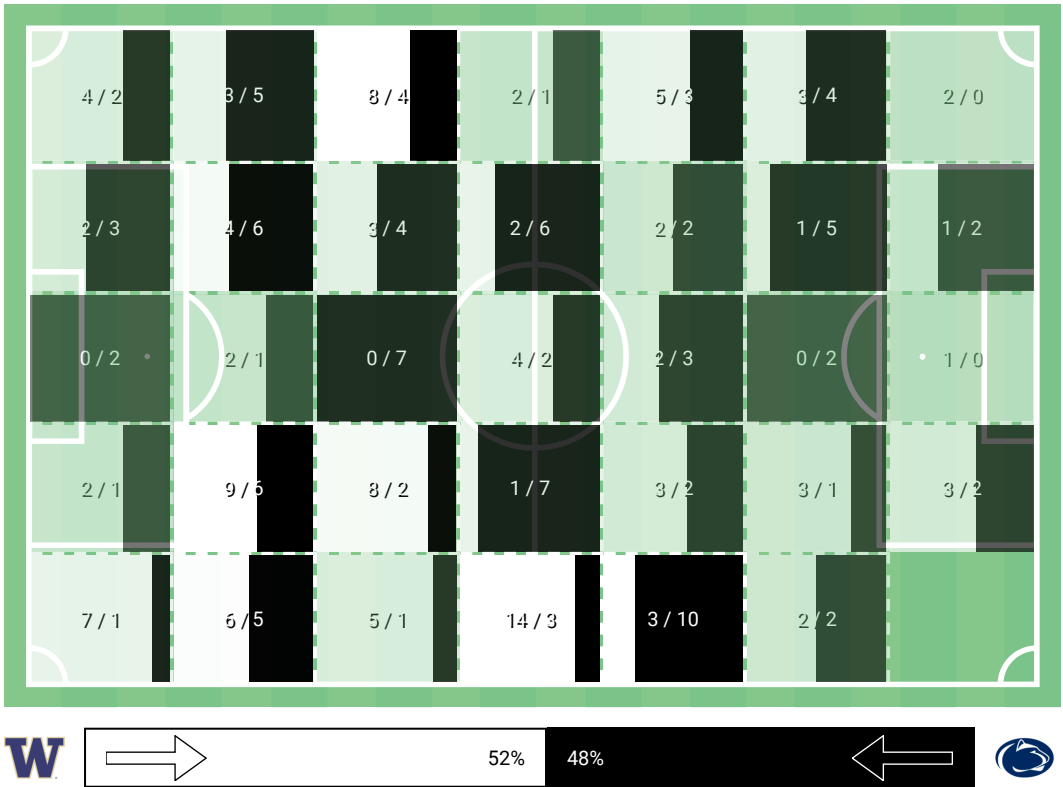 4 / 2 3 / 5 8 / 4 2 / 1 5 / 3 3 / 4 2 / 0
2 / 3 4 / 6 3 / 4 2 / 6 2 / 2 1 / 5 1 / 2
0 / 2 2 / 1 0 / 7 4 / 2 2 / 3 0 / 2 1 / 0
2 / 1 9 / 6 8 / 2 1 / 7 3 / 2 3 / 1 3 / 2
7 / 1 6 / 5 5 / 1 14 / 3 3 / 10 2 / 2
W 52% 48%